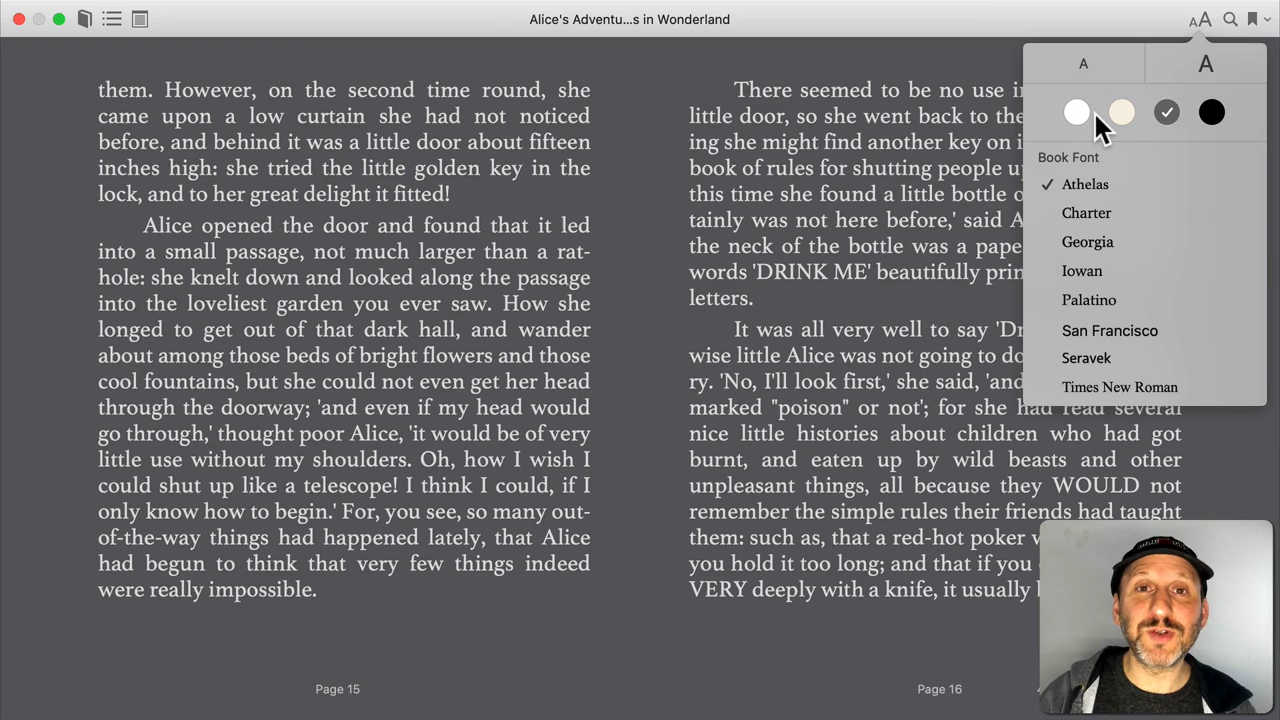 Alice's Adventu...s in Wonderland
AA
them. However, on the second time round, she
came upon a low curtain she had not noticed
before, and behind it was a little door about fifteen
inches high: she tried the little golden key in the
lock, and to her great delight it fitted!
Alice opened the door and found that it led
into a small passage, not much larger than a rat-
hole: she knelt down and looked along the passage
into the loveliest garden you ever saw. How she
longed to get out of that dark hall, and wander
about among those beds of bright flowers and those
cool fountains, but she could not even get her head
through the doorway; 'and even if my head would
go through,' thought poor Alice, 'it would be of very
little use without my shoulders. Oh, how I wish I
could shut up like a telescope! I think I could, if I
only know how to begin.' For, you see, so many out-
of-the-way things had happened lately, that Alice
had begun to think that very few things indeed
were really impossible.
Page 15
There seemed to be no use in
little door, so she went back to the
ing she might find another key on i
book of rules for shutting people up
this time she found a little bottle o
tainly was not here before,' said A
the neck of the bottle was a pape
words 'DRINK ME' beautifully prin
letters.
It was all very well to say 'Dr
wise little Alice was not going to do
ry. 'No, I'll look first,' she said, 'and
marked "poison" or not'; for she had read several
nice little histories about children who had got
burnt, and eaten up by wild beasts and other
unpleasant things, all because they WOULD not
remember the simple rules their friends had taught
them: such as, that a red-hot poker
you hold it too long; and that if you
VERY deeply with a knife, it usually
Page 16
A A
Book Font
Athelas
Charter
Georgia
Iowan
Palatino
San Francisco
Seravek
Times New Roman